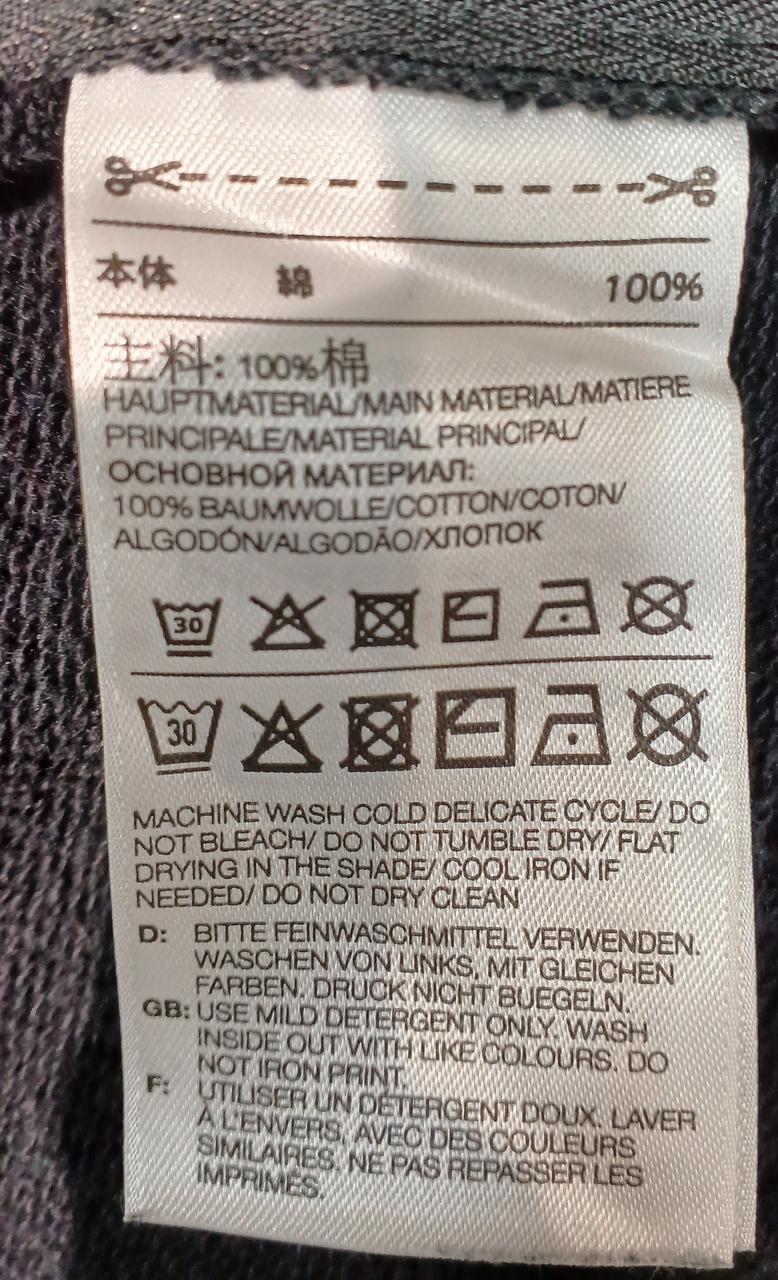 本体 綿 100%
主料: 100%棉
HAUPTMATERIAL/MAIN MATERIAL/MATIERE
PRINCIPALE/MATERIAL PRINCIPAL/
ОСНОВНОЙ МАТЕРИАЛ:
100% BAUMWOLLE/COTTON/COTON/
ALGODÓN/ALGODÃO/ХЛОПОК
30
30
MACHINE WASH COLD DELICATE CYCLE/ DO
NOT BLEACH/ DO NOT TUMBLE DRY/ FLAT
DRYING IN THE SHADE/ COOL IRON IF
NEEDED/ DO NOT DRY CLEAN
D: BITTE FEINWASCHMITTEL VERWENDEN.
WASCHEN VON LINKS, MIT GLEICHEN
FARBEN. DRUCK NICHT BUEGELN.
GB: USE MILD DETERGENT ONLY. WASH
INSIDE OUT WITH LIKE COLOURS. DO
NOT IRON PRINT.
F: UTILISER UN DÉTERGENT DOUX. LAVER
À L'ENVERS, AVEC DES COULEURS
SIMILAIRES. NE PAS REPASSER LES
IMPRIMÉS.